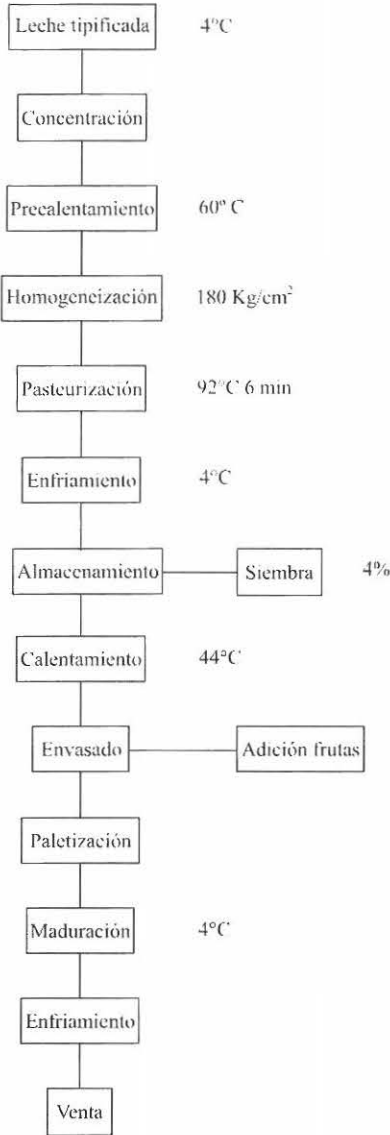 Leche tipificada 4°C
Concentración
Precalentamiento 60º C
Homogeneización 180 Kg/cm²
Pasteurización 92°C 6 min
Enfriamiento 4°C
Almacenamiento Siembra 4%
Calentamiento 44°C
Envasado Adición frutas
Paletización
Maduración 4°C
Enfriamiento
Venta